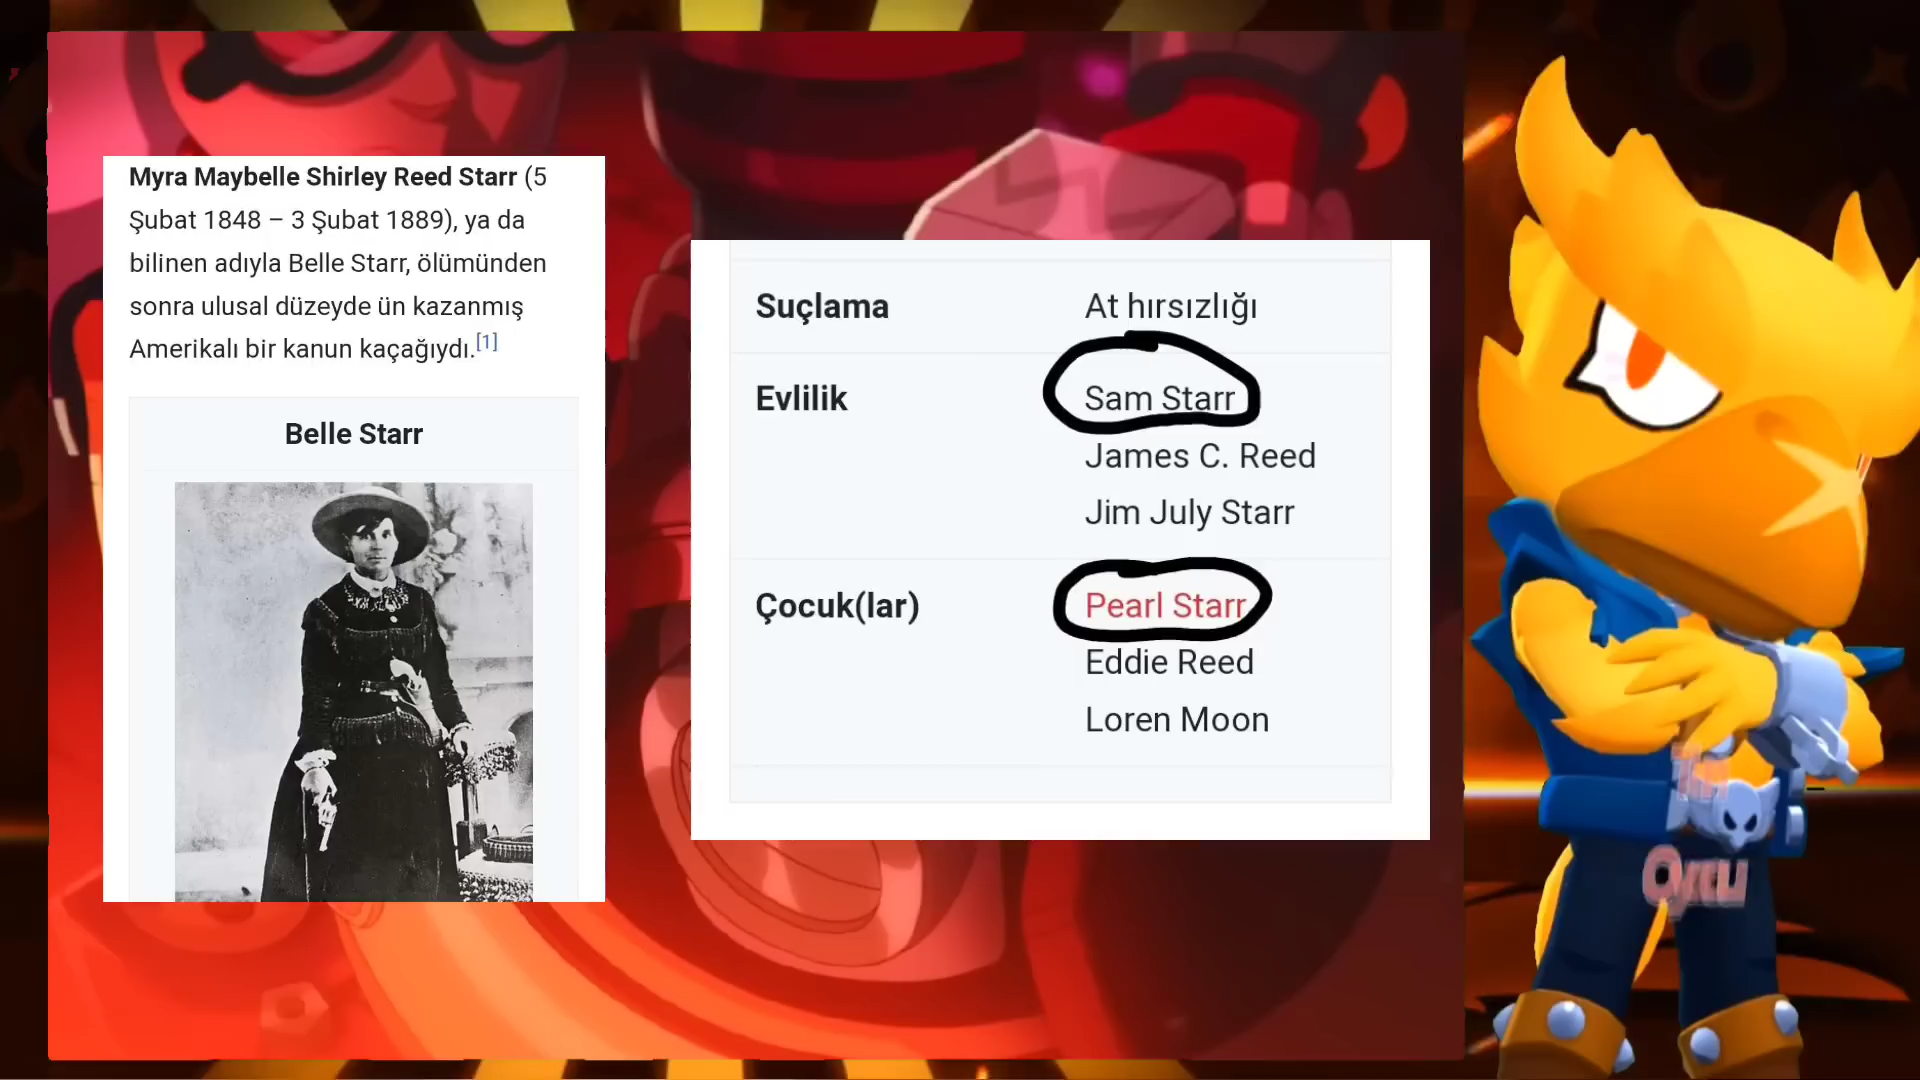 Myra Maybelle Shirley Reed Starr (5
Şubat 1848 – 3 Şubat 1889), ya da
bilinen adıyla Belle Starr, ölümünden
sonra ulusal düzeyde ün kazanmış
Amerikalı bir kanun kaçağıydı.[1]
Belle Starr
Suçlama At hırsızlığı
Evlilik Sam Starr
James C. Reed
Jim July Starr
Çocuk(lar) Pearl Starr
Eddie Reed
Loren Moon